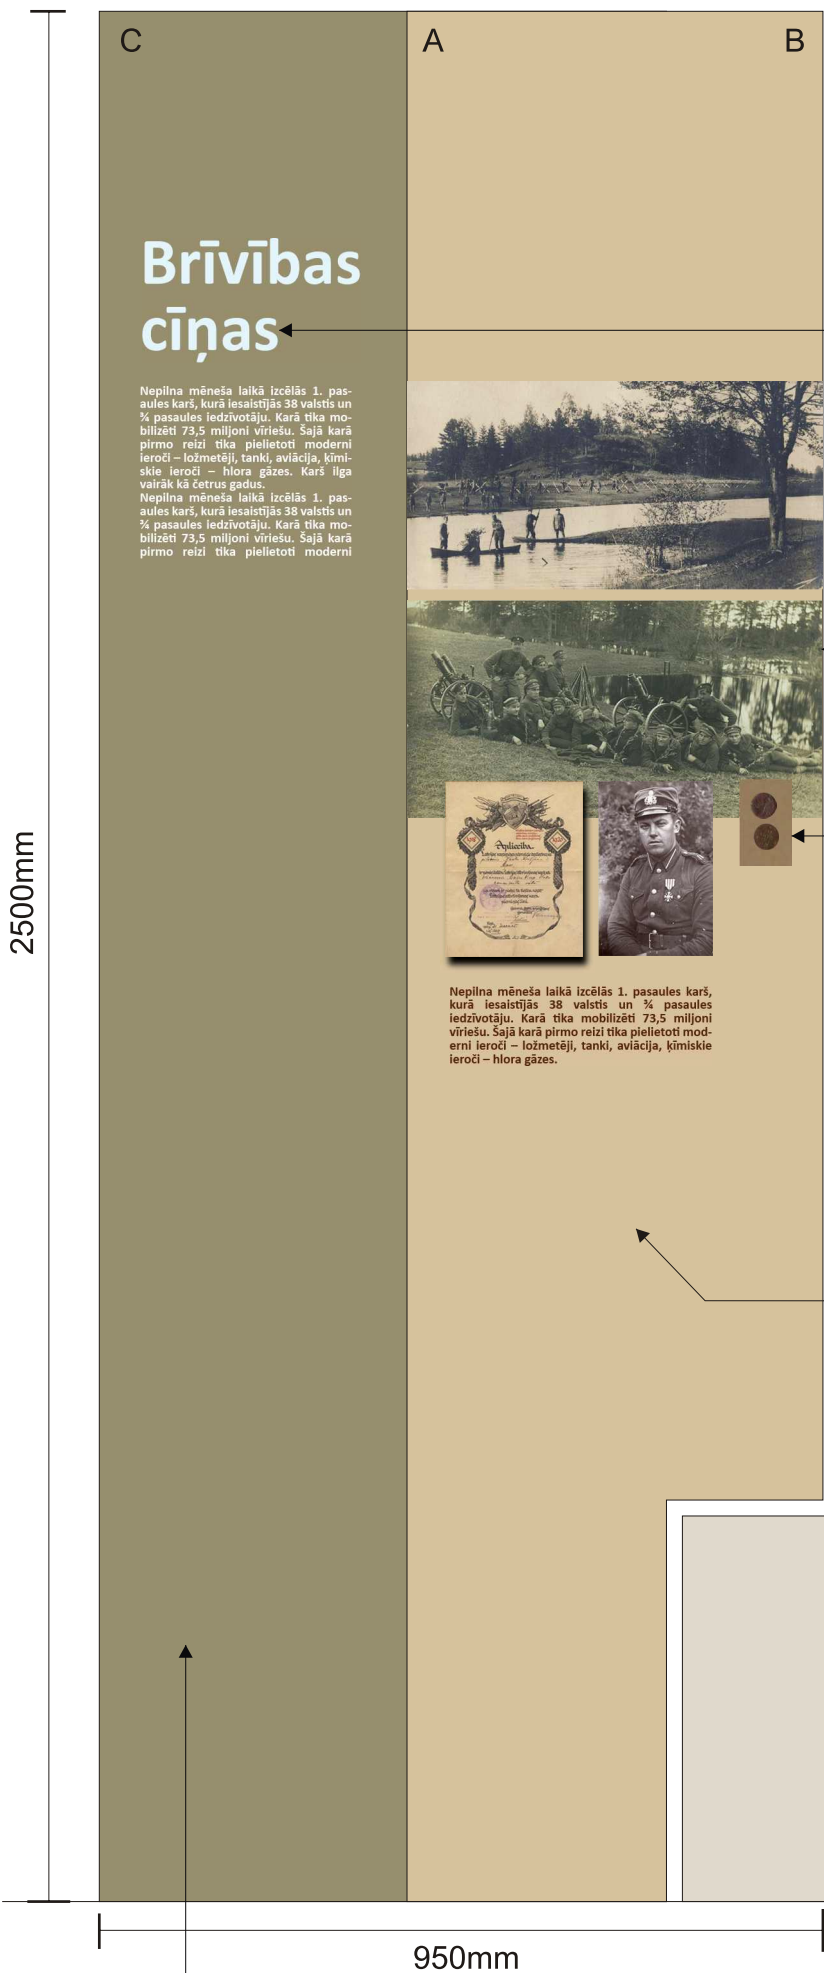 C
A
B
Brīvības
cīņas
Nepilna mēneša laikā izcēlās 1. pas-
aules karš, kurā iesaistījās 38 valstis un
¾ pasaules iedzīvotāju. Karā tika mo-
bilizēti 73,5 miljoni vīriešu. Šajā karā
pirmo reizi tika pielietoti moderni
ieroči – ložmetēji, tanki, aviācija, ķīmi-
skie ieroči – hlora gāzes. Karš ilga
vairāk kā četrus gadus.
Nepilna mēneša laikā izcēlās 1. pas-
aules karš, kurā iesaistījās 38 valstis un
¾ pasaules iedzīvotāju. Karā tika mo-
bilizēti 73,5 miljoni vīriešu. Šajā karā
pirmo reizi tika pielietoti moderni
Apliecība.
Nepilna mēneša laikā izcēlās 1. pasaules karš,
kurā iesaistījās 38 valstis un ¾ pasaules
iedzīvotāju. Karā tika mobilizēti 73,5 miljoni
vīriešu. Šajā karā pirmo reizi tika pielietoti mod-
erni ieroči – ložmetēji, tanki, aviācija, ķīmiskie
ieroči – hlora gāzes.
2500mm
950mm